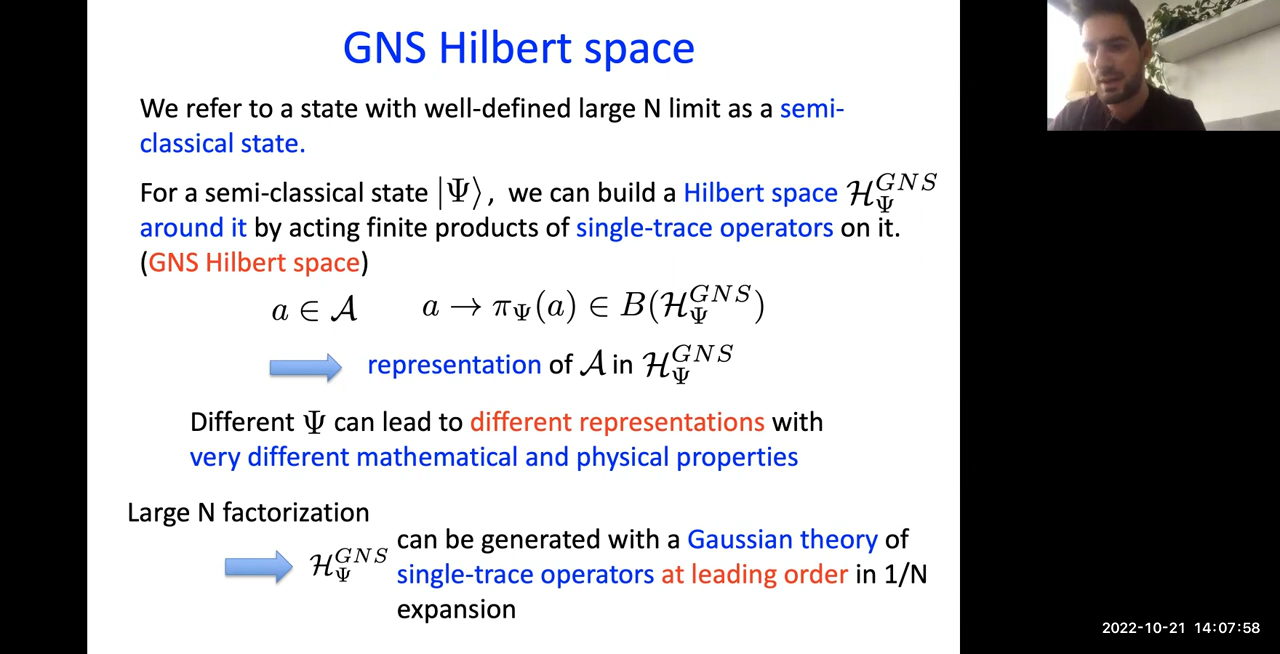 GNS Hilbert space
We refer to a state with well-defined large N limit as a semi-
classical state.
For a semi-classical state |Ψ⟩, we can build a Hilbert space ℋ_Ψ^{GNS}
around it by acting finite products of single-trace operators on it.
(GNS Hilbert space)
a ∈ 𝒜 a → π_Ψ(a) ∈ B(ℋ_Ψ^{GNS})
representation of 𝒜 in ℋ_Ψ^{GNS}
Different Ψ can lead to different representations with
very different mathematical and physical properties
Large N factorization
ℋ_Ψ^{GNS} can be generated with a Gaussian theory of
single-trace operators at leading order in 1/N
expansion
2022-10-21 14:07:58